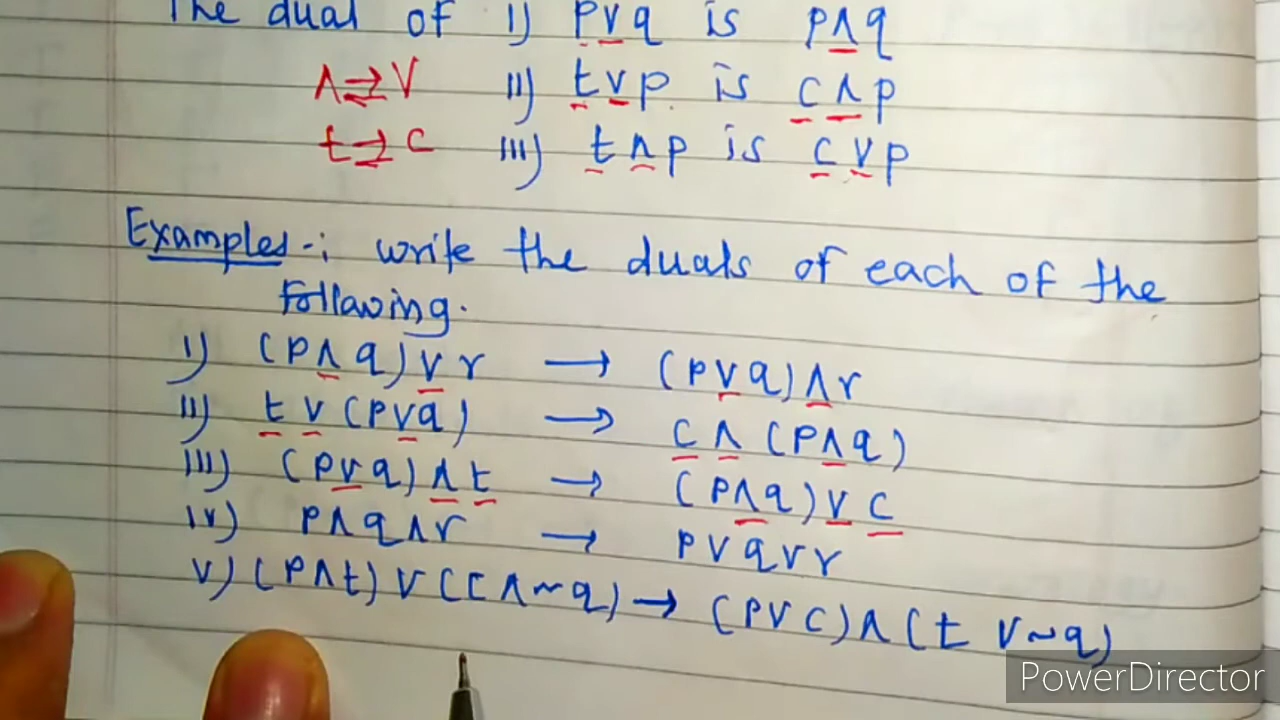 The dual of i) p∨q is p∧q
∧⇄∨ ii) t∨p. is c∧p
t⇄c iii) t∧p is c∨p
Examples-: write the duals of each of the
following.
i) (p∧q)∨r → (p∨q)∧r
ii) t∨(p∨q) → c∧(p∧q)
iii) (p∨q)∧t → (p∧q)∨c
iv) p∧q∧r → p∨q∨r
v) (p∧t)∨(c∧~q) → (p∨c)∧(t∨~q)
PowerDirector